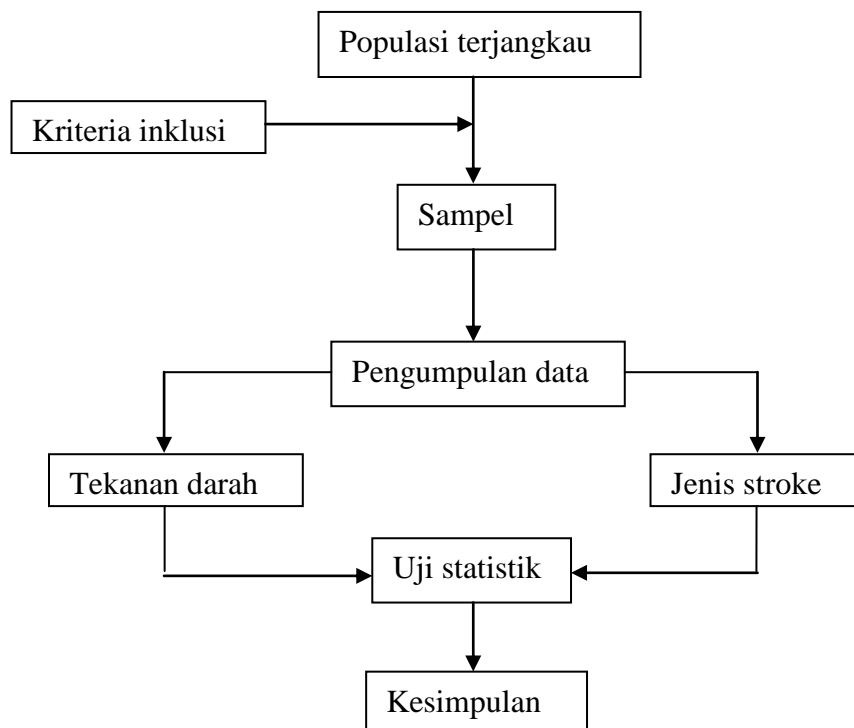 Populasi terjangkau
Kriteria inklusi
Sampel
Pengumpulan data
Tekanan darah
Jenis stroke
Uji statistik
Kesimpulan